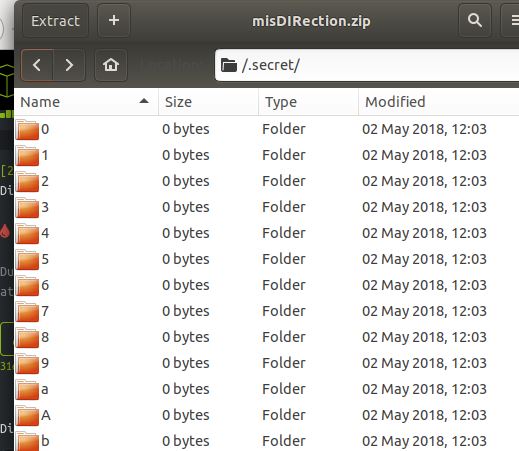 Extract + misDIRection.zip
Location: /.secret/
Name Size Type Modified
0 0 bytes Folder 02 May 2018, 12:03
1 0 bytes Folder 02 May 2018, 12:03
2 0 bytes Folder 02 May 2018, 12:03
3 0 bytes Folder 02 May 2018, 12:03
4 0 bytes Folder 02 May 2018, 12:03
5 0 bytes Folder 02 May 2018, 12:03
6 0 bytes Folder 02 May 2018, 12:03
7 0 bytes Folder 02 May 2018, 12:03
8 0 bytes Folder 02 May 2018, 12:03
9 0 bytes Folder 02 May 2018, 12:03
a 0 bytes Folder 02 May 2018, 12:03
A 0 bytes Folder 02 May 2018, 12:03
b 0 bytes Folder 02 May 2018, 12:03